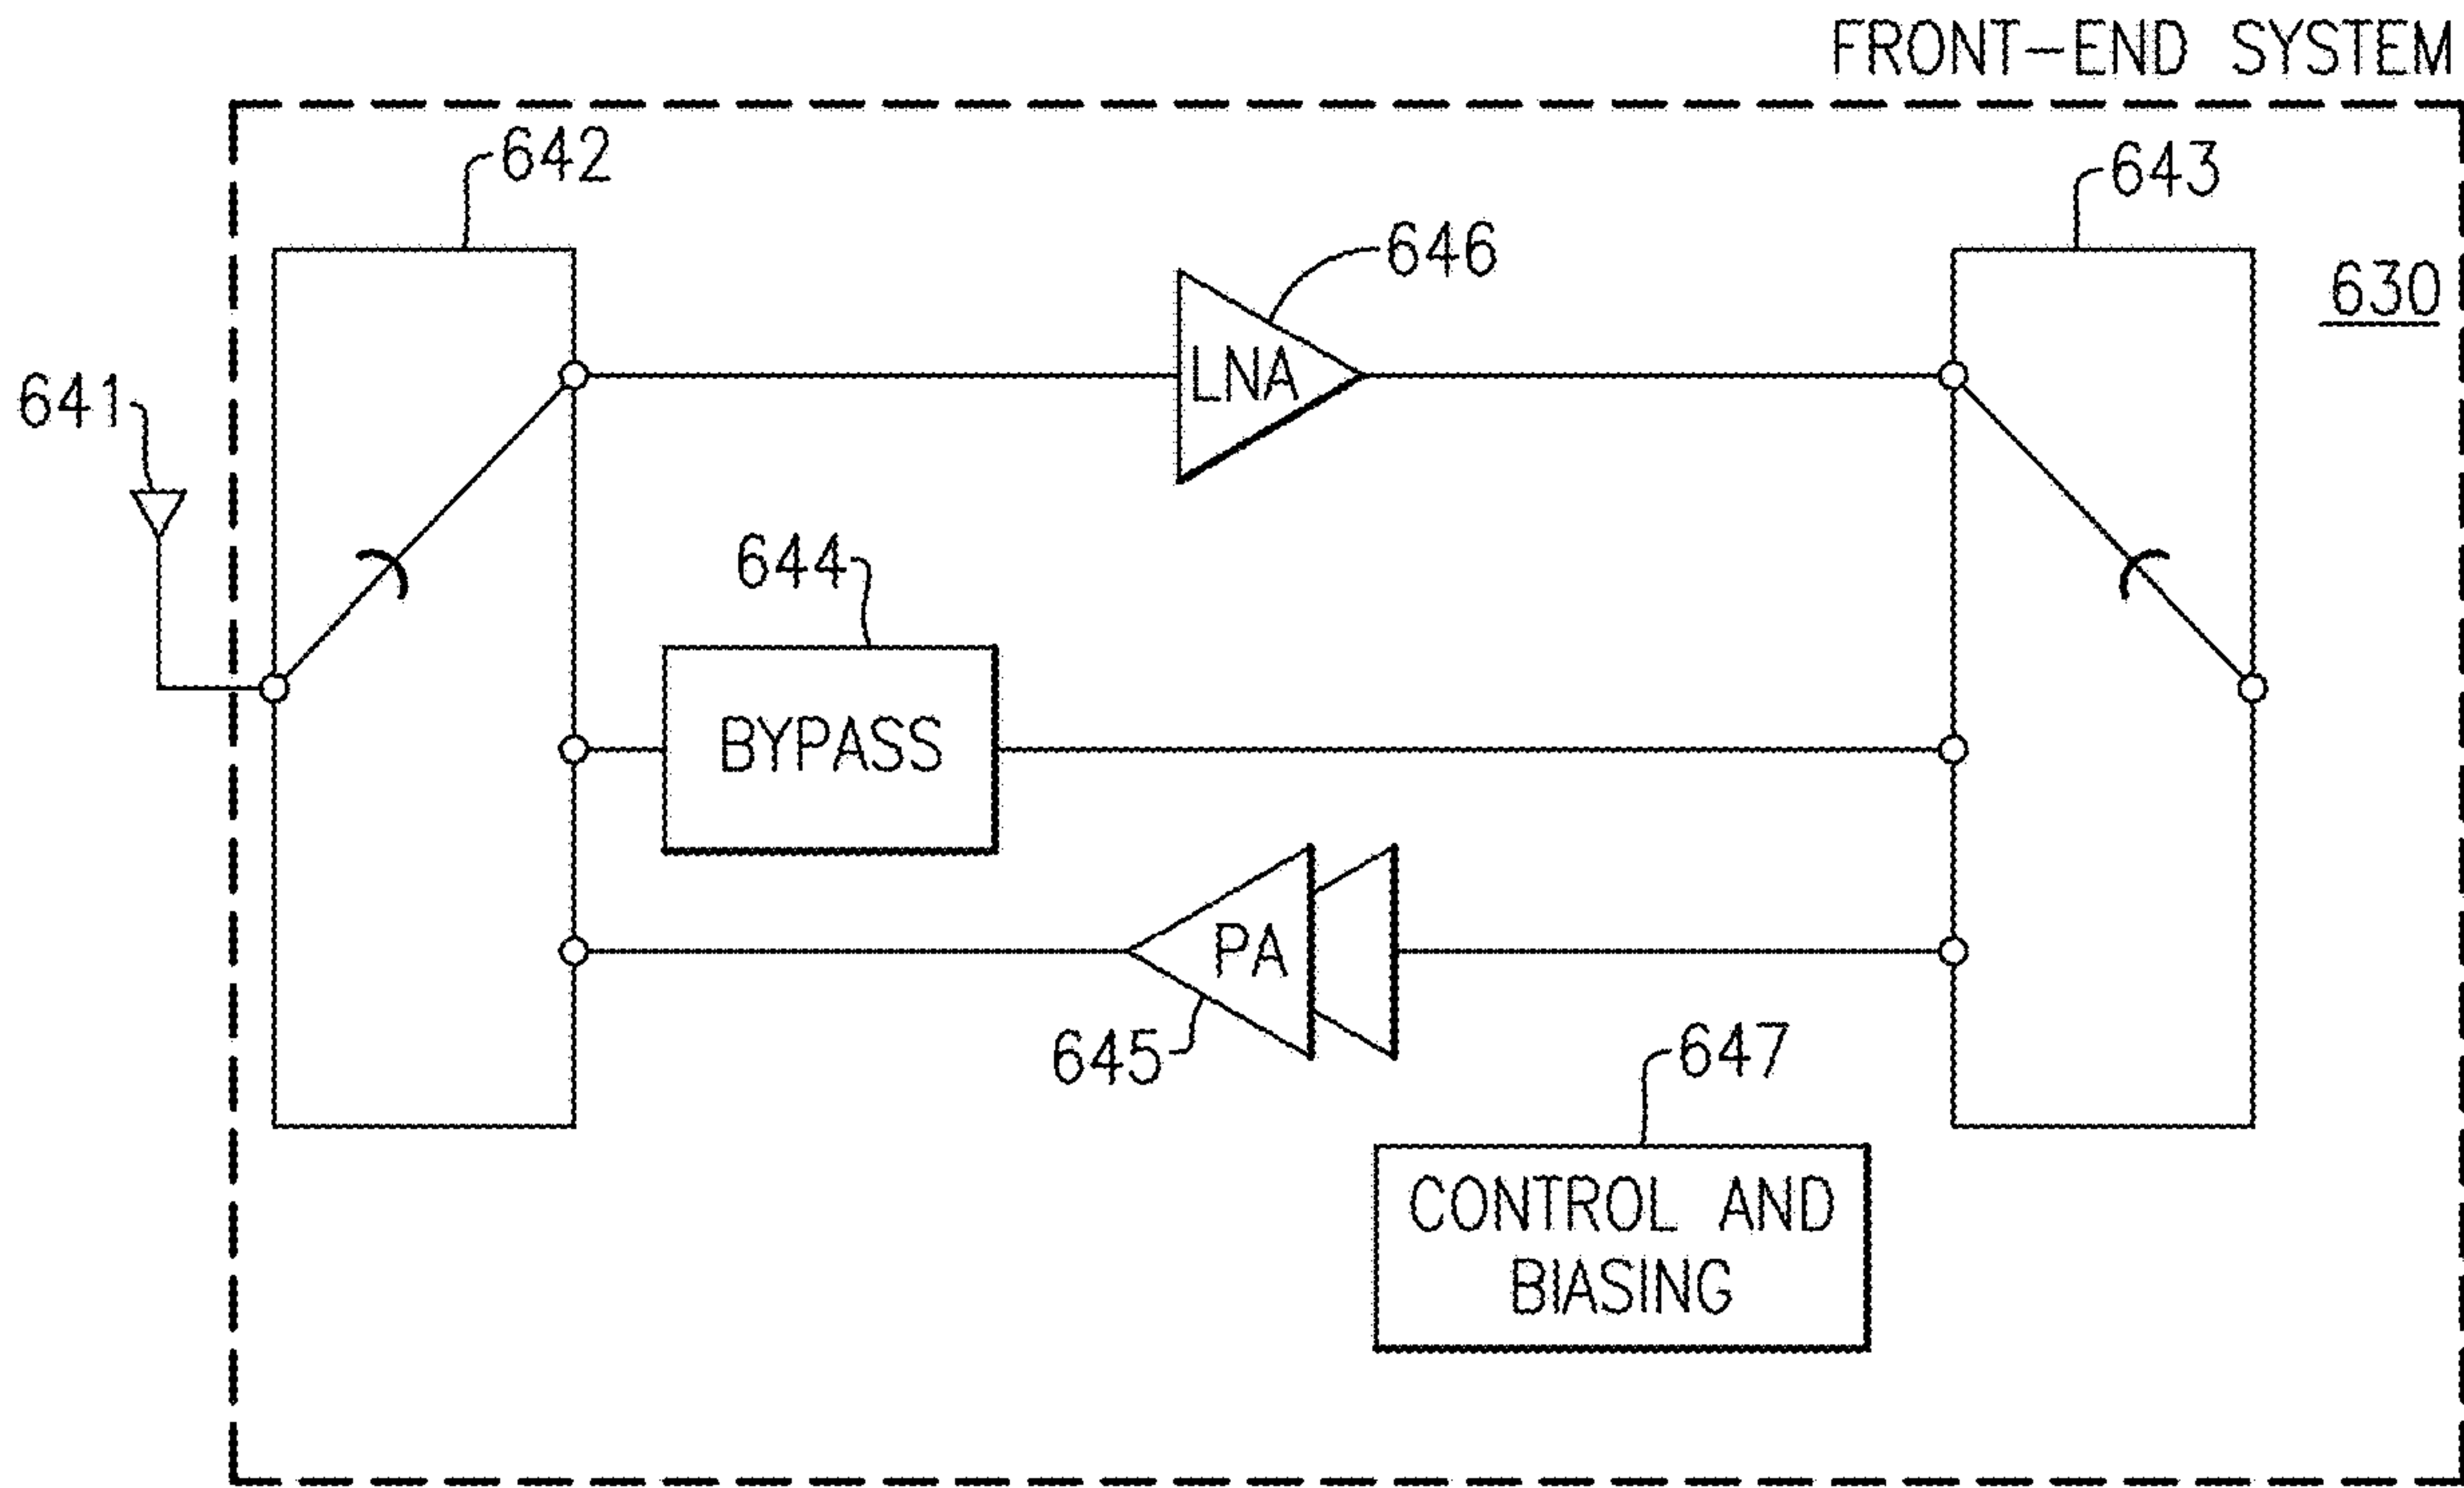 FRONT-END SYSTEM
642
643
646
630
LNA
641
644
BYPASS
PA
645
647
CONTROL AND
BIASING